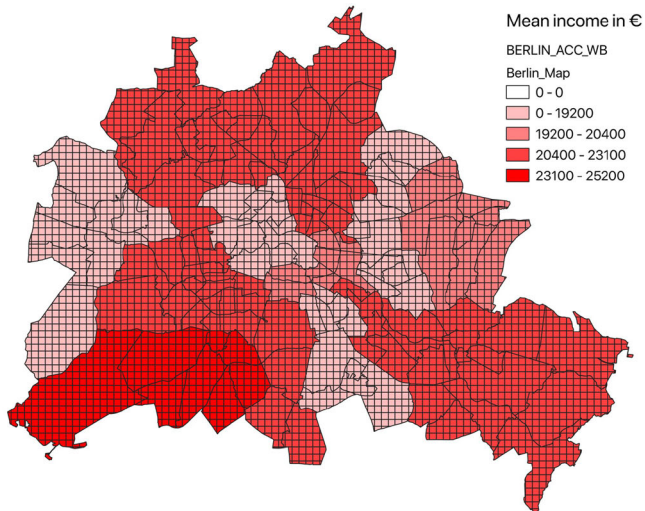 Mean income in €
BERLIN_ACC_WB
Berlin_Map
0 - 0
0 - 19200
19200 - 20400
20400 - 23100
23100 - 25200